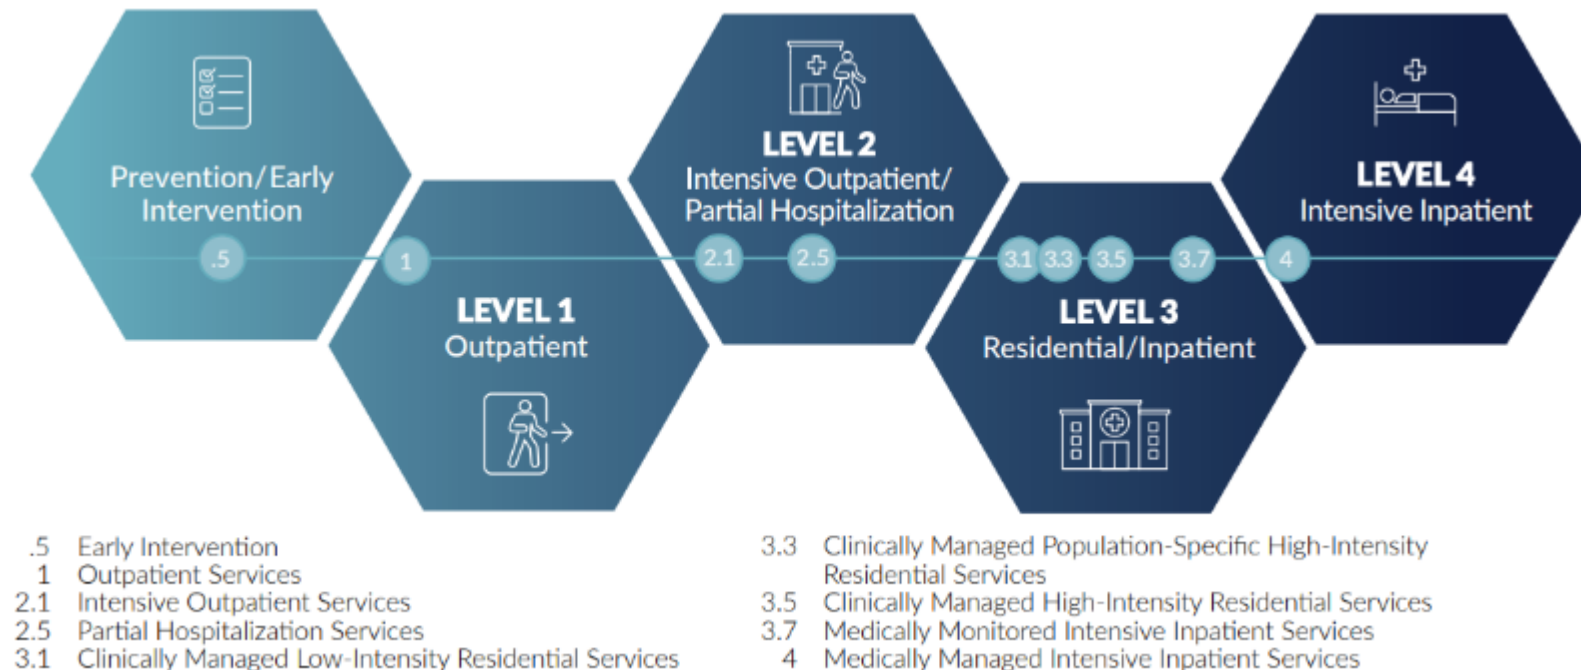 Prevention/Early
Intervention
LEVEL 1
Outpatient
LEVEL 2
Intensive Outpatient/
Partial Hospitalization
LEVEL 3
Residential/Inpatient
LEVEL 4
Intensive Inpatient
.5
1
2.1
2.5
3.1
3.3
3.5
3.7
4
.5 Early Intervention
1 Outpatient Services
2.1 Intensive Outpatient Services
2.5 Partial Hospitalization Services
3.1 Clinically Managed Low-Intensity Residential Services
3.3 Clinically Managed Population-Specific High-Intensity
Residential Services
3.5 Clinically Managed High-Intensity Residential Services
3.7 Medically Monitored Intensive Inpatient Services
4 Medically Managed Intensive Inpatient Services